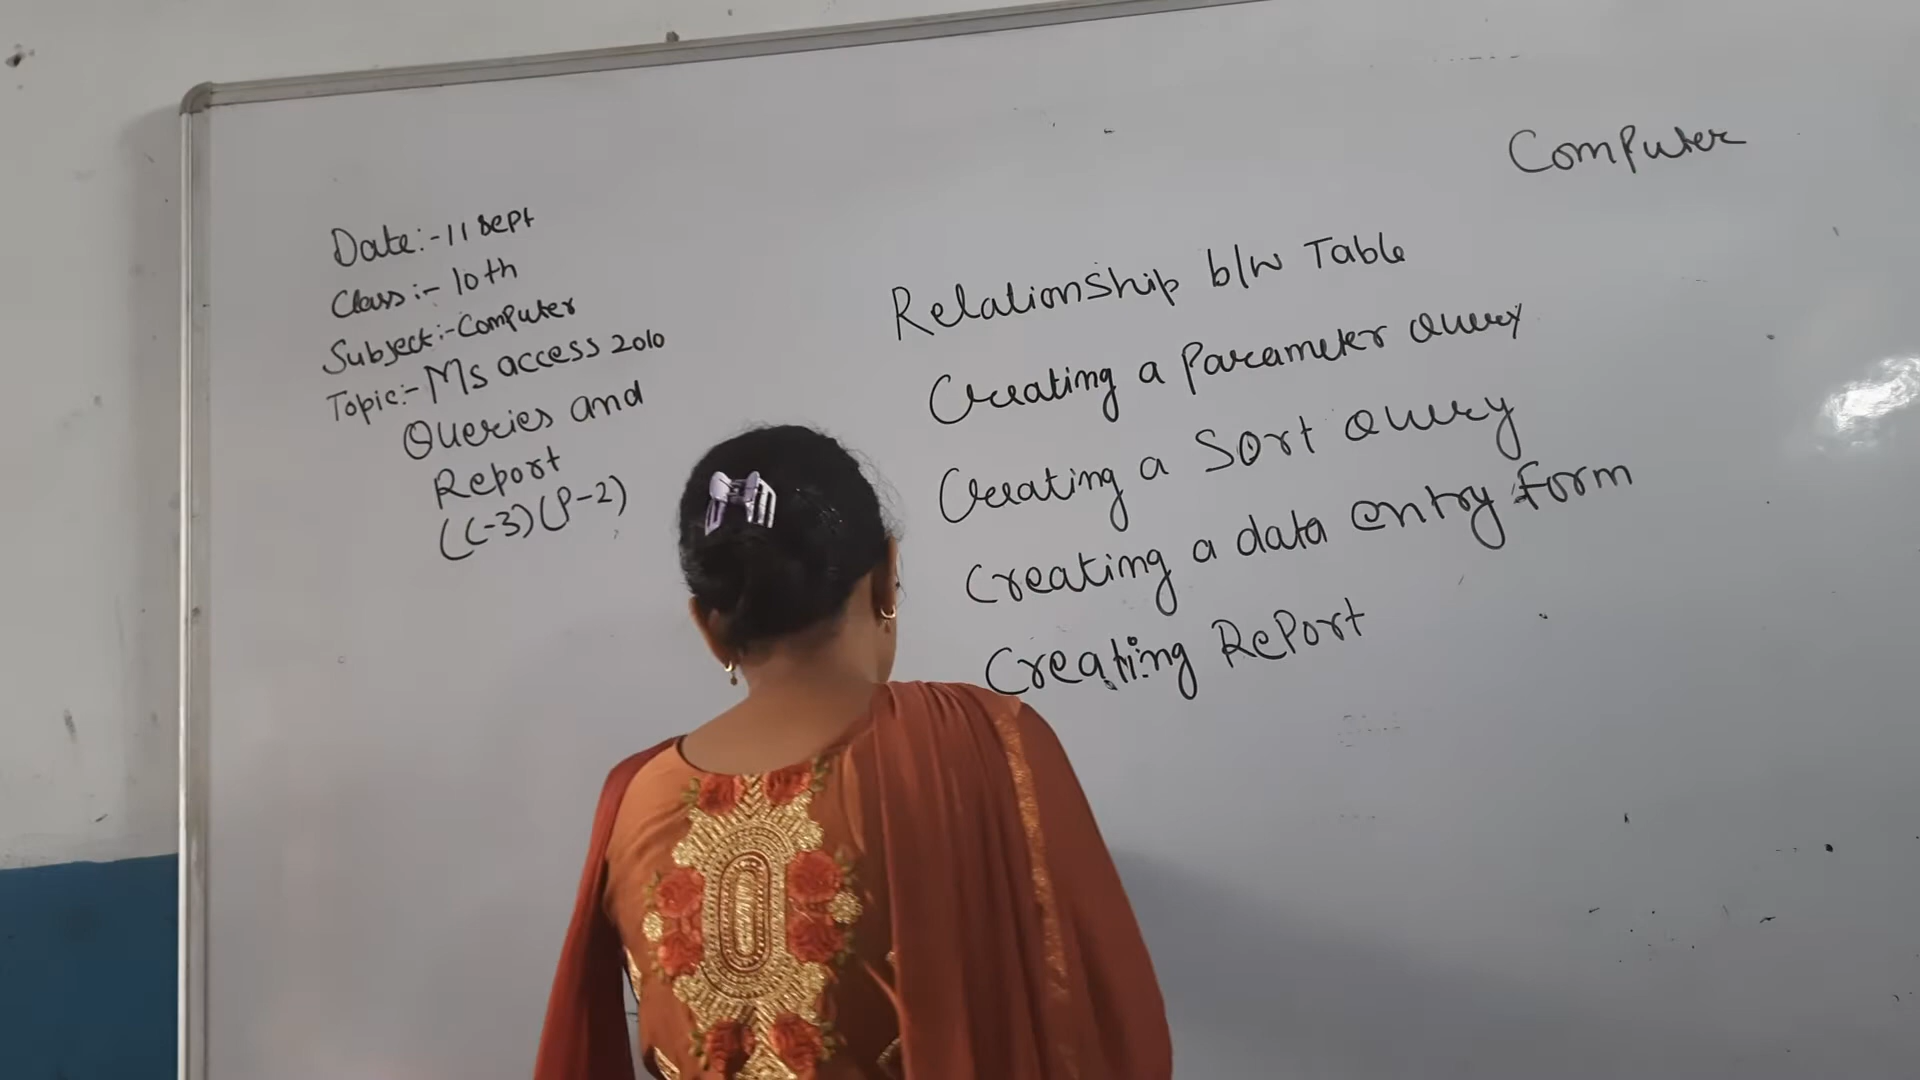 Computer
Date:-11 Sept
Class:- 10th
Subject:-Computer
Topic:- Ms access 2010
Queries and
Report
(C-3)(P-2)
Relationship b/w Table
Creating a Parameter Query
Creating a Sort Query
Creating a data entry form
Creating Report